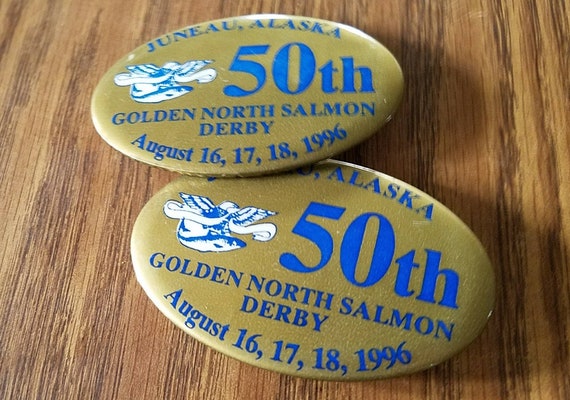 JUNEAU, ALASKA
50th
GOLDEN NORTH SALMON
DERBY
August 16, 17, 18, 1996
ALASKA
50th
GOLDEN NORTH SALMON
DERBY
August 16, 17, 18, 1996